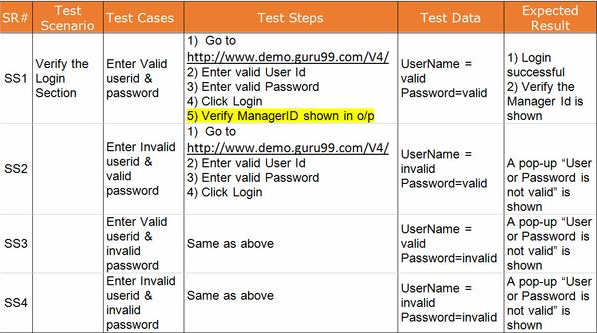 SR#
Test
Scenario
Test Cases
Test Steps
Test Data
Expected
Result
SS1
Verify the
Login
Section
Enter Valid
userid &
password
1) Go to
http://www.demo.guru99.com/V4/
2) Enter valid User Id
3) Enter valid Password
4) Click Login
5) Verify ManagerID shown in o/p
UserName =
valid
Password=valid
1) Login
successful
2) Verify the
Manager Id is
shown
SS2
Enter Invalid
userid &
valid
password
1) Go to
http://www.demo.guru99.com/V4/
2) Enter valid User Id
3) Enter valid Password
4) Click Login
UserName =
invalid
Password=valid
A pop-up “User
or Password is
not valid” is
shown
SS3
Enter Valid
userid &
invalid
password
Same as above
UserName =
valid
Password=invalid
A pop-up “User
or Password is
not valid” is
shown
SS4
Enter Invalid
userid &
invalid
password
Same as above
UserName =
invalid
Password=invalid
A pop-up “User
or Password is
not valid” is
shown